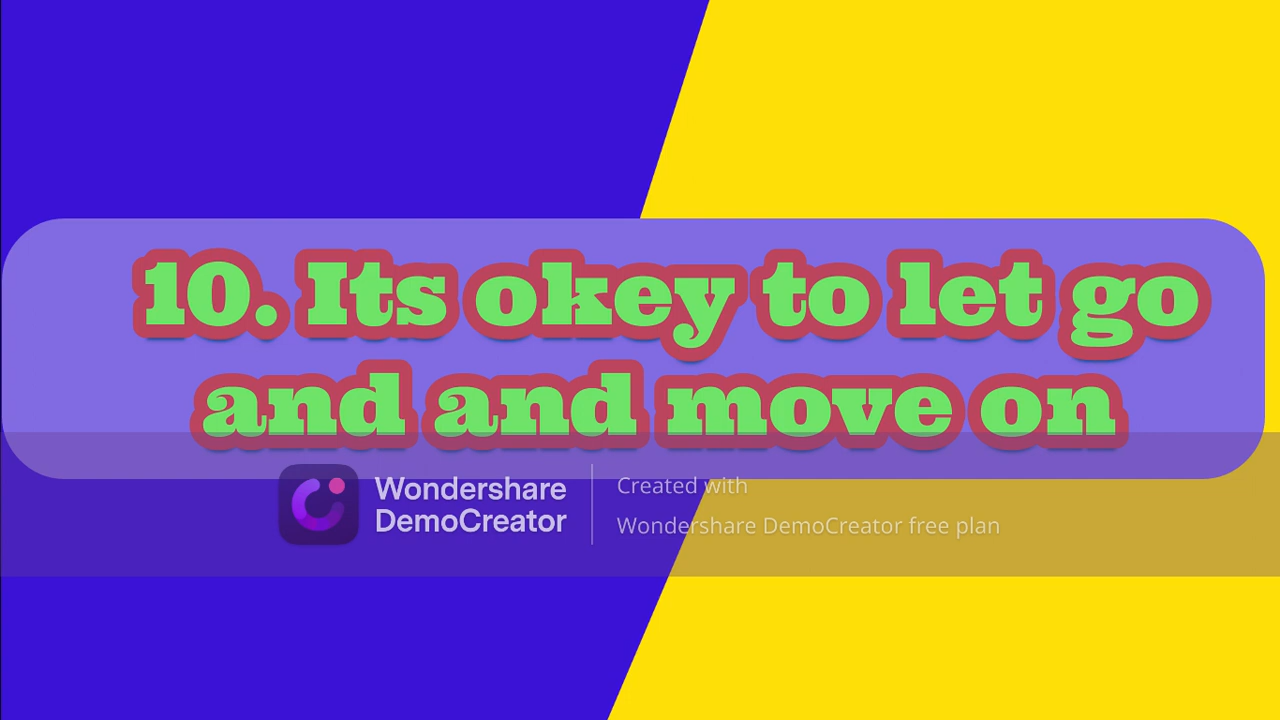 10. Its okey to let go
and and move on
Wondershare
DemoCreator
Created with
Wondershare DemoCreator free plan